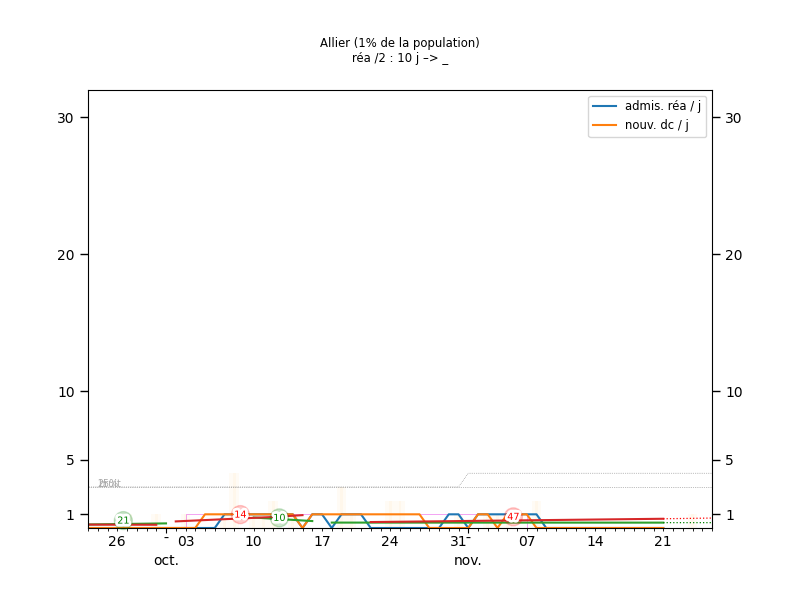 Allier (1% de la population)
réa /2 : 10 j –> _
admis. réa / j
nouv. dc / j
30 30
20 20
10 10
5 5
1 1
21 14 -10 47
26 - 03 10 17 24 31 - 07 14 21
oct. nov.